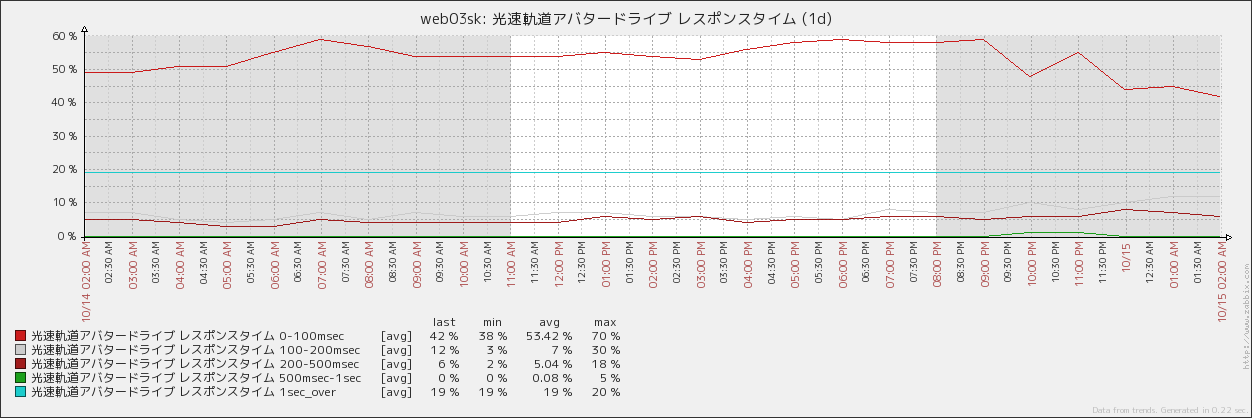 web03sk: 光速軌道アバタードライブ レスポンスタイム (1d)
60 %
50 %
40 %
30 %
20 %
10 %
0 %
10/14 02:00 AM
02:30 AM
03:00 AM
03:30 AM
04:00 AM
04:30 AM
05:00 AM
05:30 AM
06:00 AM
06:30 AM
07:00 AM
07:30 AM
08:00 AM
08:30 AM
09:00 AM
09:30 AM
10:00 AM
10:30 AM
11:00 AM
11:30 AM
12:00 PM
12:30 PM
01:00 PM
01:30 PM
02:00 PM
02:30 PM
03:00 PM
03:30 PM
04:00 PM
04:30 PM
05:00 PM
05:30 PM
06:00 PM
06:30 PM
07:00 PM
07:30 PM
08:00 PM
08:30 PM
09:00 PM
09:30 PM
10:00 PM
10:30 PM
11:00 PM
11:30 PM
10/15
12:30 AM
01:00 AM
01:30 AM
10/15 02:00 AM
last min avg max
光速軌道アバタードライブ レスポンスタイム 0-100msec [avg] 42 % 38 % 53.42 % 70 %
光速軌道アバタードライブ レスポンスタイム 100-200msec [avg] 12 % 3 % 7 % 30 %
光速軌道アバタードライブ レスポンスタイム 200-500msec [avg] 6 % 2 % 5.04 % 18 %
光速軌道アバタードライブ レスポンスタイム 500msec-1sec [avg] 0 % 0 % 0.08 % 5 %
光速軌道アバタードライブ レスポンスタイム 1sec_over [avg] 19 % 19 % 19 % 20 %
http://www.zabbix.com
Data from trends. Generated in 0.22 sec.